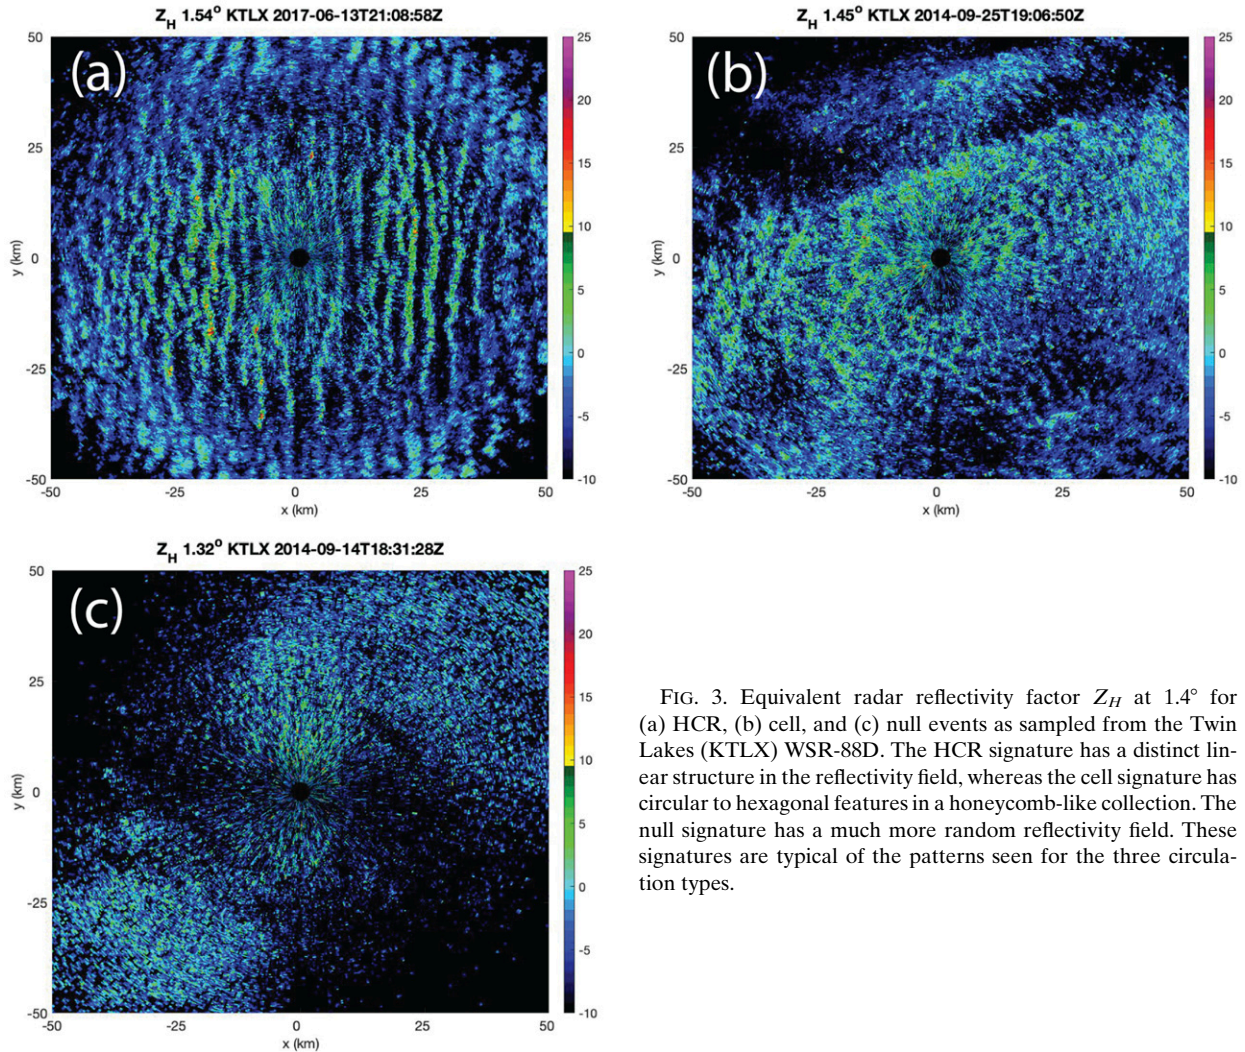 Z_H 1.54° KTLX 2017-06-13T21:08:58Z
(a)
50
25
0
-25
-50
y (km)
-50 -25 0 25 50
x (km)
25
20
15
10
5
0
-5
-10
Z_H 1.45° KTLX 2014-09-25T19:06:50Z
(b)
50
25
0
-25
-50
y (km)
-50 -25 0 25 50
x (km)
25
20
15
10
5
0
-5
-10
Z_H 1.32° KTLX 2014-09-14T18:31:28Z
(c)
50
25
0
-25
-50
y (km)
-50 -25 0 25 50
x (km)
25
20
15
10
5
0
-5
-10
FIG. 3. Equivalent radar reflectivity factor Z_H at 1.4° for
(a) HCR, (b) cell, and (c) null events as sampled from the Twin
Lakes (KTLX) WSR-88D. The HCR signature has a distinct lin-
ear structure in the reflectivity field, whereas the cell signature has
circular to hexagonal features in a honeycomb-like collection. The
null signature has a much more random reflectivity field. These
signatures are typical of the patterns seen for the three circula-
tion types.